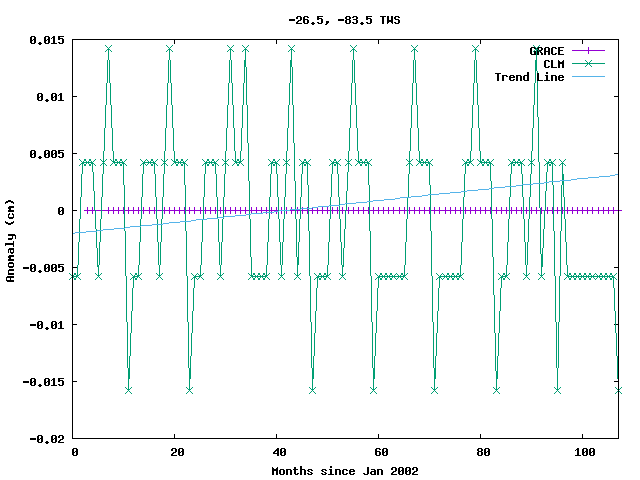 -26.5, -83.5 TWS
GRACE
CLM
Trend Line
0.015
0.01
0.005
0
-0.005
-0.01
-0.015
-0.02
Anomaly (cm)
0 20 40 60 80 100
Months since Jan 2002